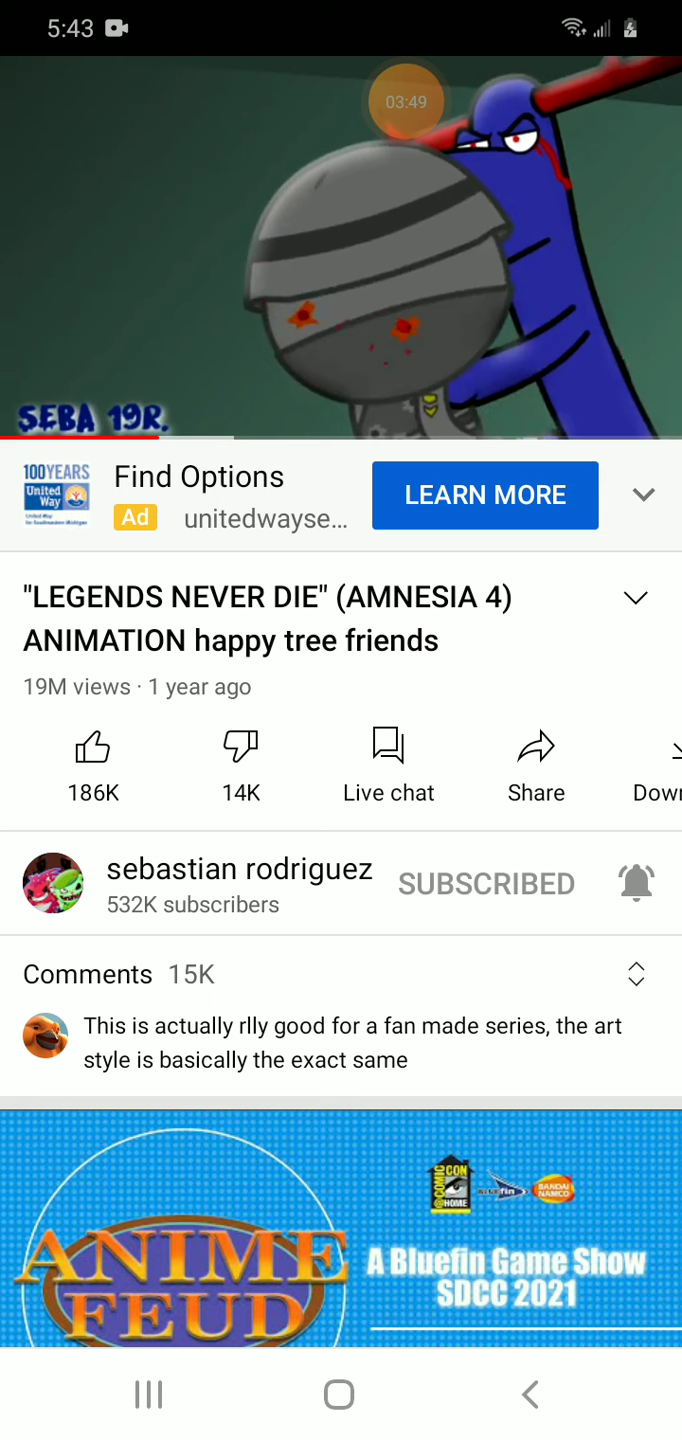 5:43
03:49
SEBA 19R.
100 YEARS
United
Way
Find Options
LEARN MORE
Ad
unitedwayse...
"LEGENDS NEVER DIE" (AMNESIA 4)
ANIMATION happy tree friends
19M views · 1 year ago
186K
14K
Live chat
Share
Down
sebastian rodriguez
532K subscribers
SUBSCRIBED
Comments 15K
This is actually rlly good for a fan made series, the art
style is basically the exact same
COMIC
CON
@HOME
BANDAI
NAMCO
ANIME
FEUD
A Bluefin Game Show
SDCC 2021